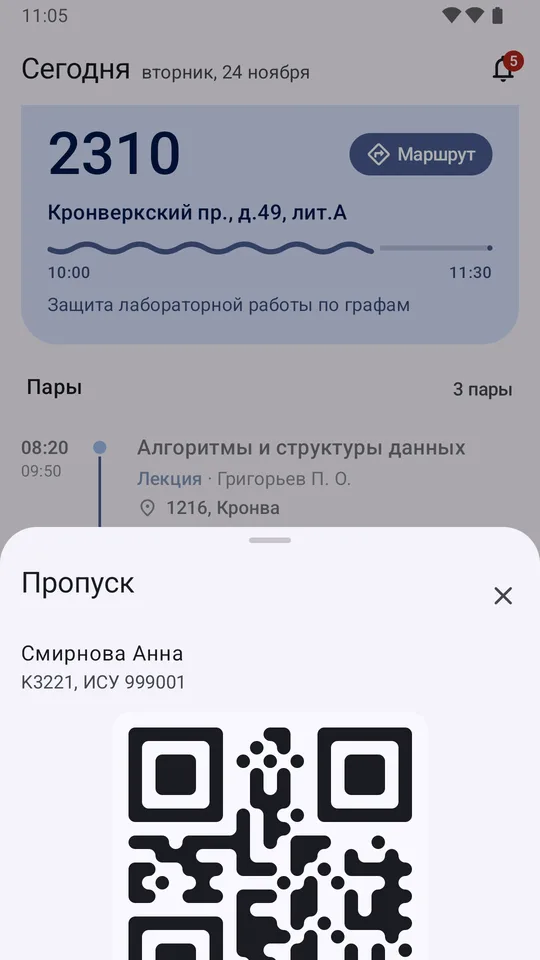 11:05
Сегодня вторник, 24 ноября
5
2310
Маршрут
Кронверкский пр., д.49, лит.А
10:00 11:30
Защита лабораторной работы по графам
Пары 3 пары
08:20 Алгоритмы и структуры данных
09:50 Лекция · Григорьев П. О.
1216, Кронва
Пропуск
Смирнова Анна
K3221, ИСУ 999001